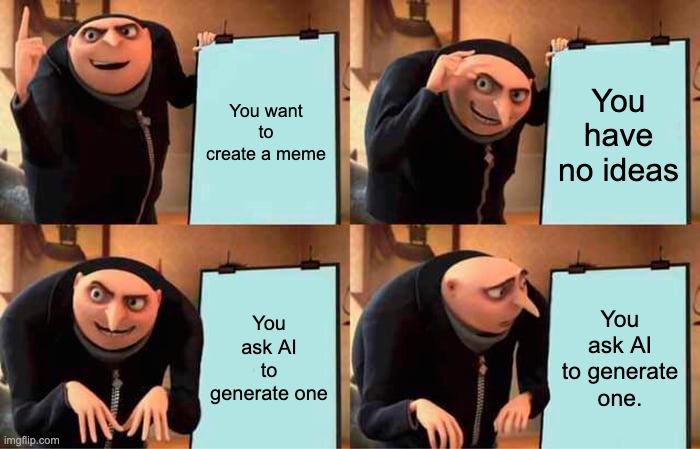 You want
to
create a meme
You
have
no ideas
You
ask AI
to
generate one
You
ask AI
to generate
one.
imgflip.com